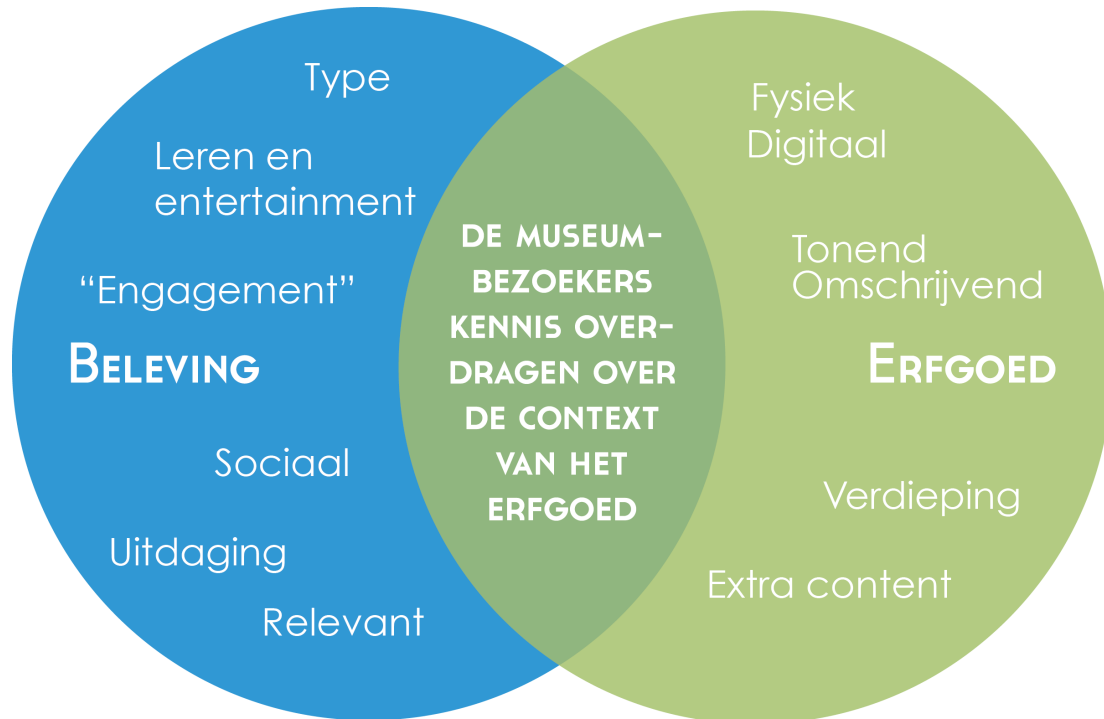 Type
Leren en
entertainment
“Engagement”
BELEVING
Sociaal
Uitdaging
Relevant
DE MUSEUM-
BEZOEKERS
KENNIS OVER-
DRAGEN OVER
DE CONTEXT
VAN HET
ERFGOED
Fysiek
Digitaal
Tonend
Omschrijvend
ERFGOED
Verdieping
Extra content